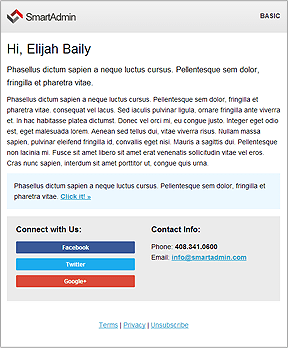 SmartAdmin BASIC
Hi, Elijah Baily
Phasellus dictum sapien a neque luctus cursus. Pellentesque sem dolor,
fringilla et pharetra vitae.
Phasellus dictum sapien a neque luctus cursus. Pellentesque sem dolor, fringilla et
pharetra vitae. consequat vel lacus. Sed iaculis pulvinar ligula, ornare fringilla ante viverra
et. In hac habitasse platea dictumst. Donec vel orci mi, eu congue justo. Integer eget odio
est, eget malesuada lorem. Aenean sed tellus dui, vitae viverra risus. Nullam massa
sapien, pulvinar eleifend fringilla id, convallis eget nisi. Mauris a sagittis dui. Pellentesque
non lacinia mi. Fusce sit amet libero sit amet erat venenatis sollicitudin vitae vel eros.
Cras nunc sapien, interdum sit amet porttitor ut, congue quis urna.
Phasellus dictum sapien a neque luctus cursus. Pellentesque sem dolor, fringilla et
pharetra vitae. Click it! »
Connect with Us: Contact Info:
Facebook
Phone: 408.341.0600
Twitter
Email: info@smartadmin.com
Google+
Terms | Privacy | Unsubscribe